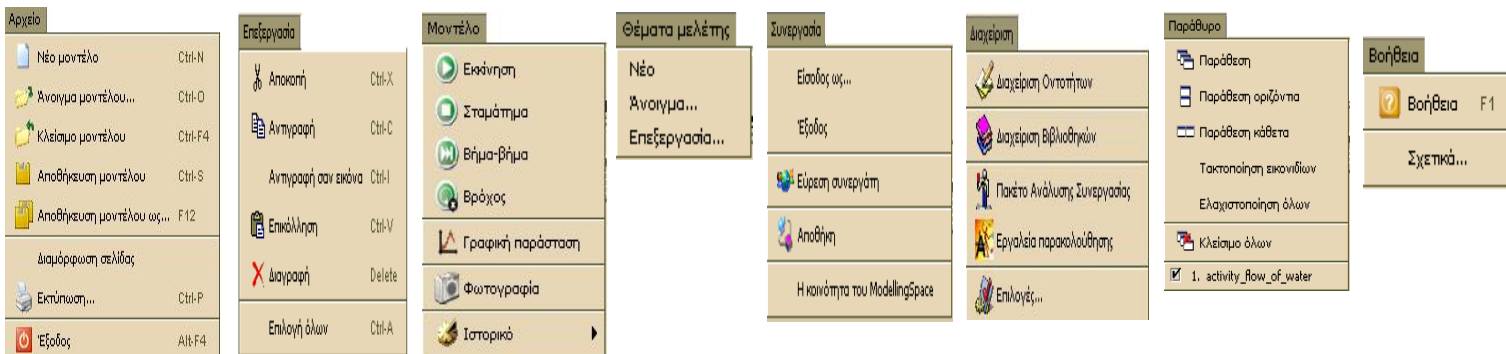 Αρχείο
Νέο μοντέλο Ctrl-N
Άνοιγμα μοντέλου... Ctrl-O
Κλείσιμο μοντέλου Ctrl-F4
Αποθήκευση μοντέλου Ctrl-S
Αποθήκευση μοντέλου ως... F12
Διαμόρφωση σελίδας
Εκτύπωση... Ctrl-P
Έξοδος Alt-F4
Επεξεργασία
Αποκοπή Ctrl-X
Αντιγραφή Ctrl-C
Αντιγραφή σαν εικόνα Ctrl-I
Επικόλληση Ctrl-V
Διαγραφή Delete
Επιλογή όλων Ctrl-A
Μοντέλο
Εκκίνηση
Σταμάτημα
Βήμα-βήμα
Βρόχος
Γραφική παράσταση
Φωτογραφία
Ιστορικό
Θέματα μελέτης
Νέο
Άνοιγμα...
Επεξεργασία...
Συνεργασία
Είσοδος ως...
Έξοδος
Εύρεση συνεργάτη
Αποθήκη
Η κοινότητα του ModellingSpace
Διαχείριση
Διαχείριση Οντοτήτων
Διαχείριση Βιβλιοθηκών
Πακέτο Ανάλυσης Συνεργασίας
Εργαλεία παρακολούθησης
Επιλογές...
Παράθυρο
Παράθεση
Παράθεση οριζόντια
Παράθεση κάθετα
Τακτοποίηση εικονιδίων
Ελαχιστοποίηση όλων
Κλείσιμο όλων
1. activity_flow_of_water
Βοήθεια
Βοήθεια F1
Σχετικά...